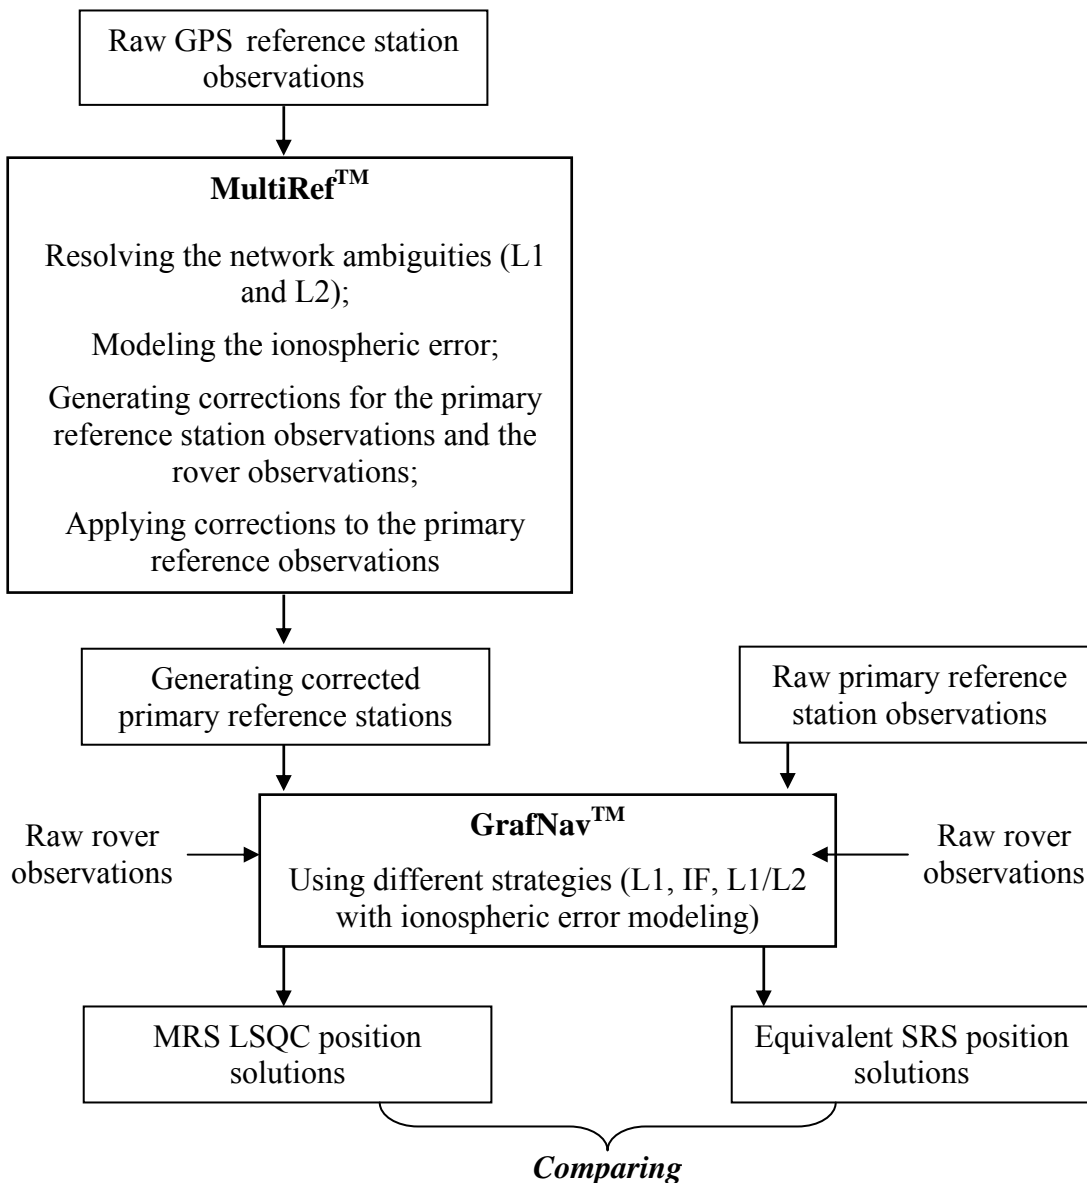 Raw GPS reference station
observations
MultiRef™
Resolving the network ambiguities (L1
and L2);
Modeling the ionospheric error;
Generating corrections for the primary
reference station observations and the
rover observations;
Applying corrections to the primary
reference observations
Generating corrected
primary reference stations
Raw primary reference
station observations
Raw rover
observations
GrafNav™
Using different strategies (L1, IF, L1/L2
with ionospheric error modeling)
Raw rover
observations
MRS LSQC position
solutions
Equivalent SRS position
solutions
Comparing